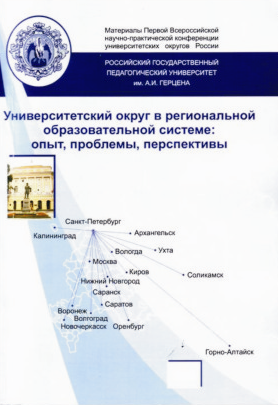 Материалы Первой Всероссийской
научно-практической конференции
университетских округов России
РОССИЙСКИЙ ГОСУДАРСТВЕННЫЙ
ПЕДАГОГИЧЕСКИЙ УНИВЕРСИТЕТ
им. А.И. ГЕРЦЕНА
Университетский округ в региональной
образовательной системе:
опыт, проблемы, перспективы
Санкт-Петербург
Калининград
Архангельск
Вологда
Ухта
Москва
Киров
Соликамск
Нижний Новгород
Саранск
Саратов
Воронеж
Волгоград
Новочеркасск
Оренбург
Горно-Алтайск